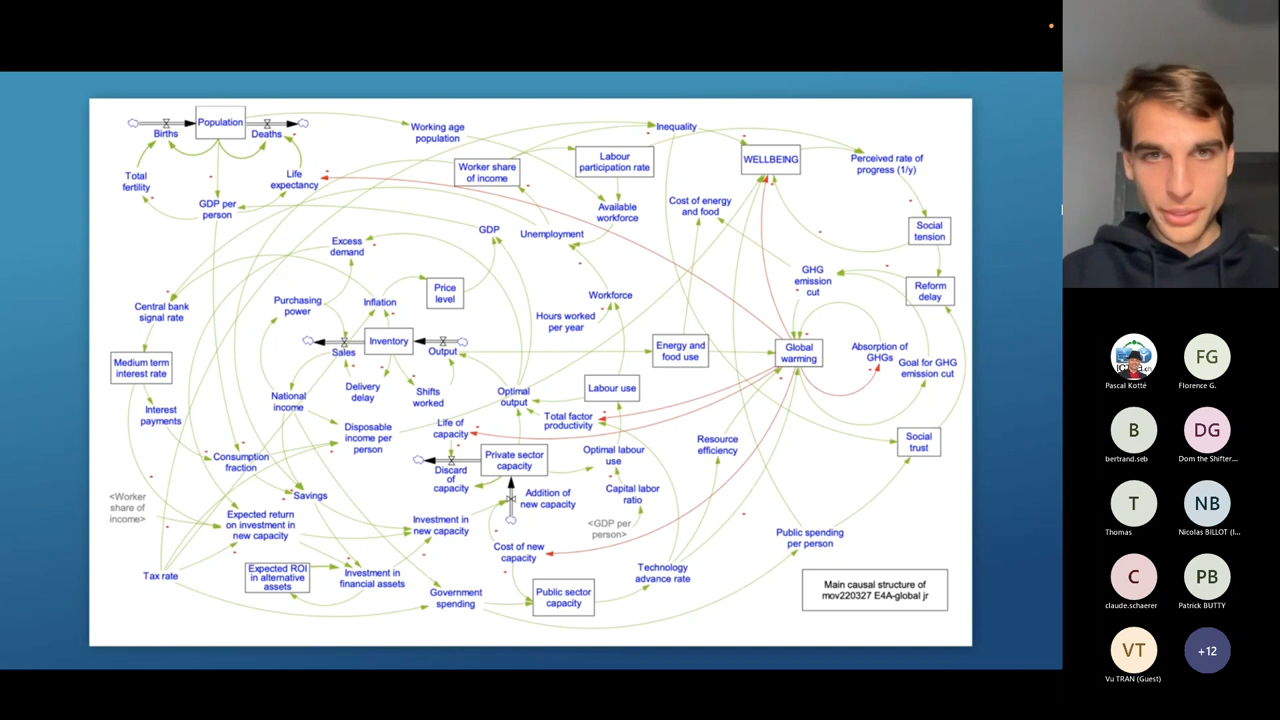 Population
Births
Deaths
Working age
population
Inequality
Worker share
of income
Labour
participation rate
WELLBEING
Perceived rate of
progress (1/y)
Total
fertility
Life
expectancy
GDP per
person
Available
workforce
Cost of energy
and food
Social
tension
Excess
demand
GDP
Unemployment
GHG
emission
cut
Reform
delay
Central bank
signal rate
Purchasing
power
Inflation
Price
level
Workforce
Hours worked
per year
Inventory
Sales
Output
Energy and
food use
Global
warming
Absorption of
GHGs
Goal for GHG
emission cut
Medium term
interest rate
Delivery
delay
Shifts
worked
Optimal
output
Labour use
National
income
Interest
payments
Disposable
income per
person
Life of
capacity
Total factor
productivity
Resource
efficiency
Social
trust
Consumption
fraction
Discard
of
capacity
Private sector
capacity
Optimal labour
use
Savings
Addition of
new capacity
Capital labor
ratio
<Worker
share of
income>
Expected return
on investment in
new capacity
Investment in
new capacity
<GDP per
person>
Public spending
per person
Cost of new
capacity
Tax rate
Expected ROI
in alternative
assets
Investment in
financial assets
Government
spending
Public sector
capacity
Technology
advance rate
Main causal structure of
mov220327 E4A-global jr
Pascal Kotté
FG
Florence G.
B
bertrand.seb
DG
Dom the Shifter...
T
Thomas
NB
Nicolas BILLOT (I...
C
claude.schaerer
PB
Patrick BUTTY
VT
Vu TRAN (Guest)
+12